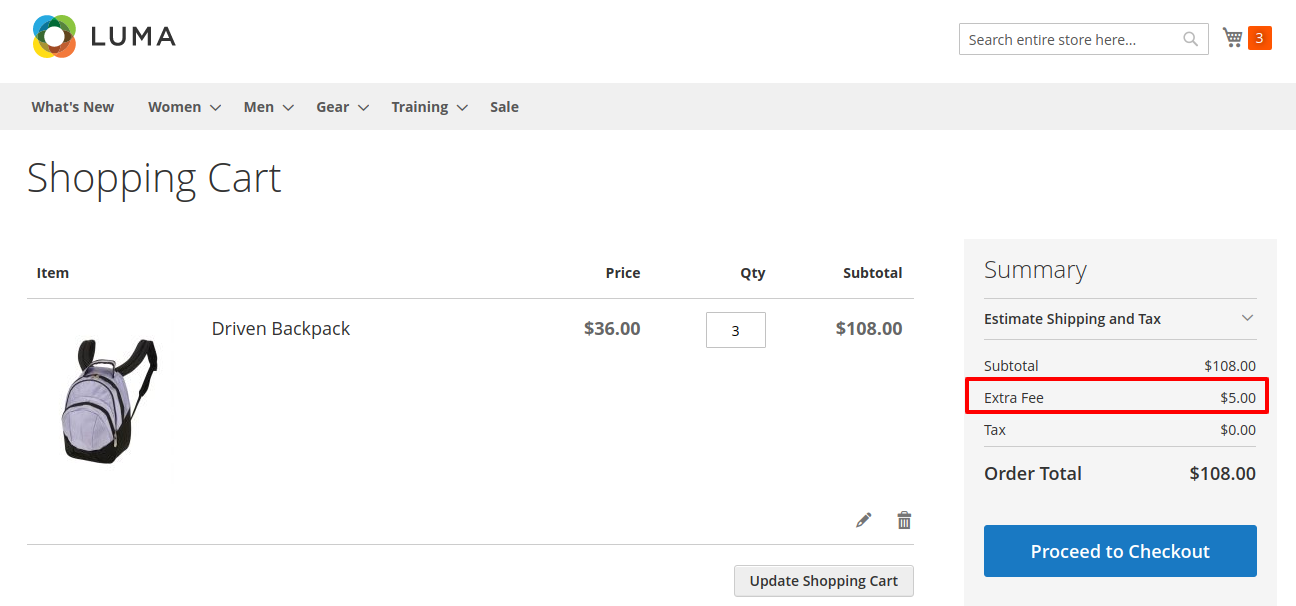 LUMA
Search entire store here...
3
What's New Women Men Gear Training Sale
Shopping Cart
Item Price Qty Subtotal
Driven Backpack $36.00 3 $108.00
Update Shopping Cart
Summary
Estimate Shipping and Tax
Subtotal $108.00
Extra Fee $5.00
Tax $0.00
Order Total $108.00
Proceed to Checkout